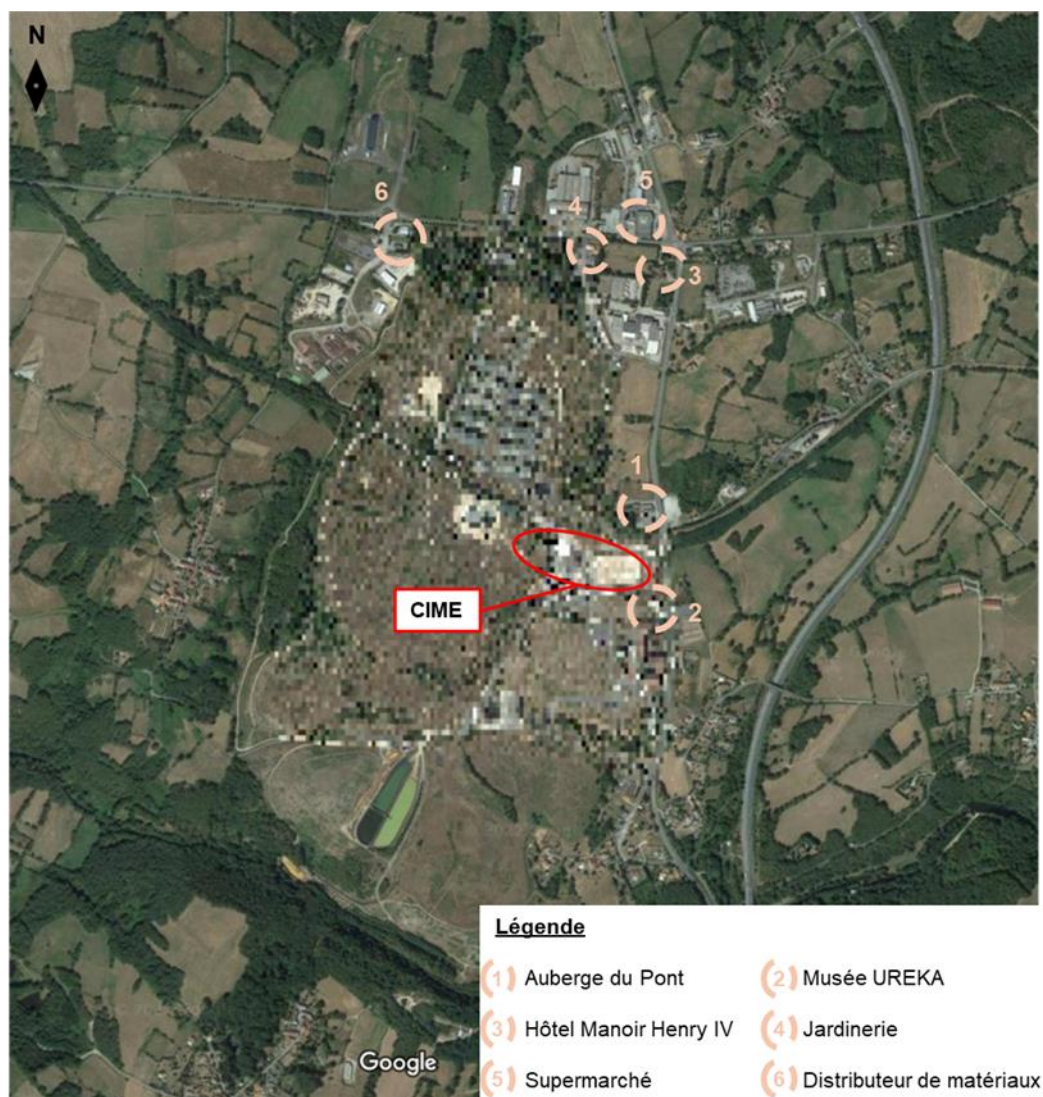 N
6
5
4
3
1
CIME
2
Légende
1 Auberge du Pont
2 Musée UREKA
3 Hôtel Manoir Henry IV
4 Jardinerie
5 Supermarché
6 Distributeur de matériaux
Google